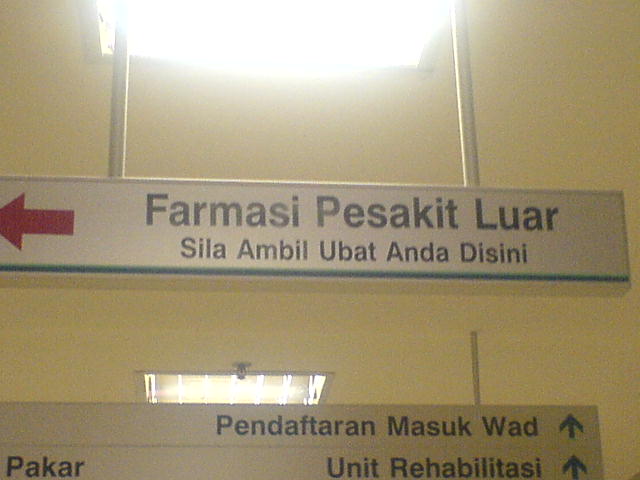 Farmasi Pesakit Luar
Sila Ambil Ubat Anda Disini
Pendaftaran Masuk Wad
Pakar Unit Rehabilitasi